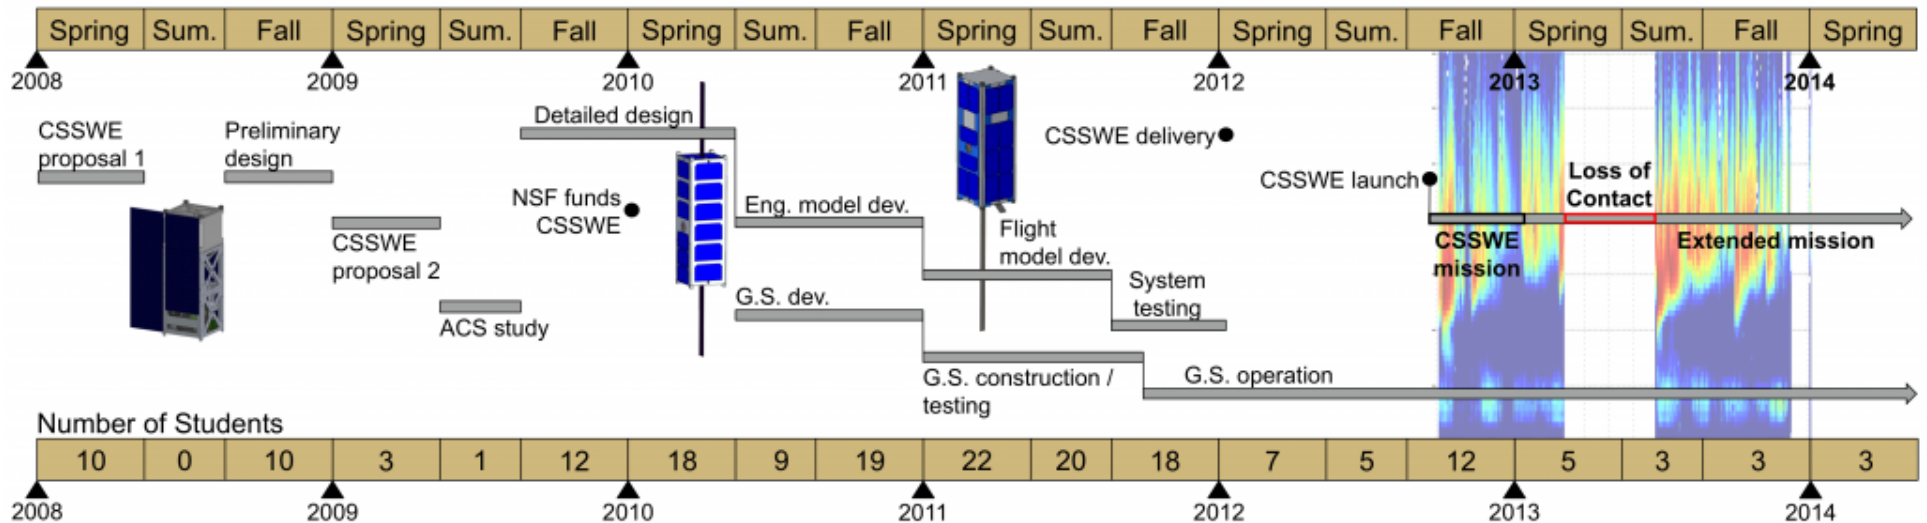 Spring Sum. Fall Spring Sum. Fall Spring Sum. Fall Spring Sum. Fall Spring Sum. Fall Spring Sum. Fall Spring
2008 2009 2010 2011 2012 2013 2014
CSSWE
proposal 1
Preliminary
design
CSSWE
proposal 2
ACS study
Detailed design
NSF funds
CSSWE
Eng. model dev.
G.S. dev.
Flight
model dev.
System
testing
G.S. construction /
testing
G.S. operation
CSSWE delivery
CSSWE launch
CSSWE
mission
Loss of
Contact
Extended mission
Number of Students
10 0 10 3 1 12 18 9 19 22 20 18 7 5 12 5 3 3 3
2008 2009 2010 2011 2012 2013 2014